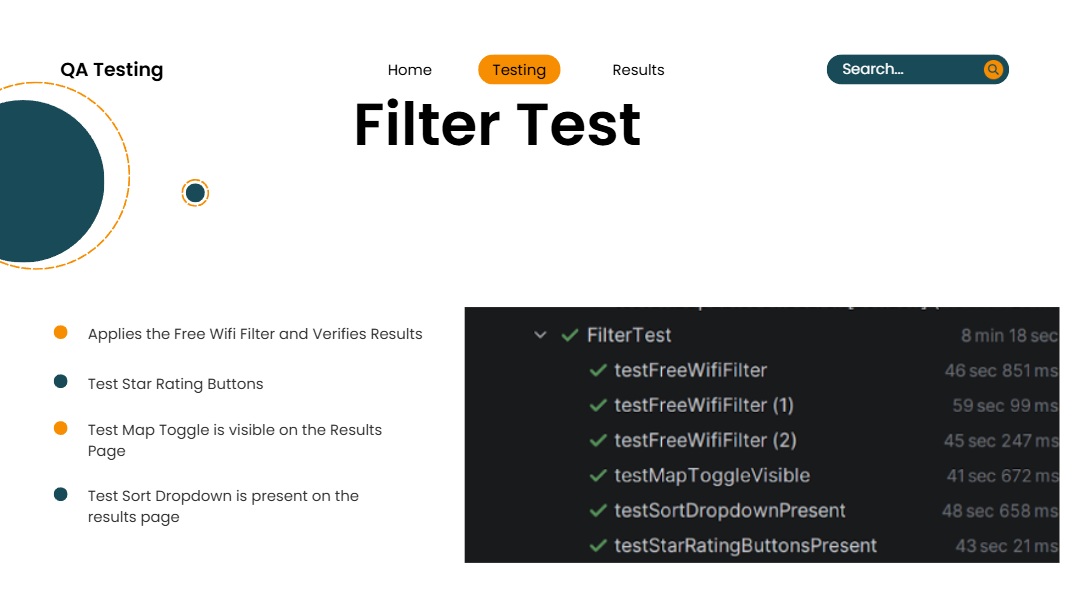 QA Testing
Home
Testing
Results
Search...
Filter Test
Applies the Free Wifi Filter and Verifies Results
Test Star Rating Buttons
Test Map Toggle is visible on the Results
Page
Test Sort Dropdown is present on the
results page
FilterTest 8 min 18 sec
testFreeWifiFilter 46 sec 851 ms
testFreeWifiFilter (1) 59 sec 99 ms
testFreeWifiFilter (2) 45 sec 247 ms
testMapToggleVisible 41 sec 672 ms
testSortDropdownPresent 48 sec 658 ms
testStarRatingButtonsPresent 43 sec 21 ms